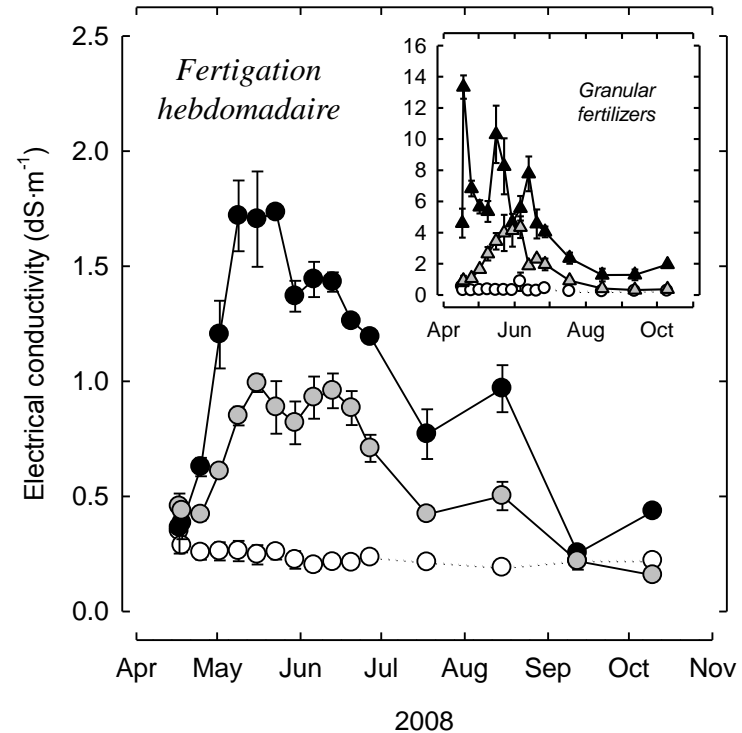 Fertigation
hebdomadaire
Electrical conductivity (dS·m⁻¹)
2.5
2.0
1.5
1.0
0.5
0.0
Apr May Jun Jul Aug Sep Oct Nov
2008
Granular
fertilizers
16
14
12
10
8
6
4
2
0
Apr Jun Aug Oct